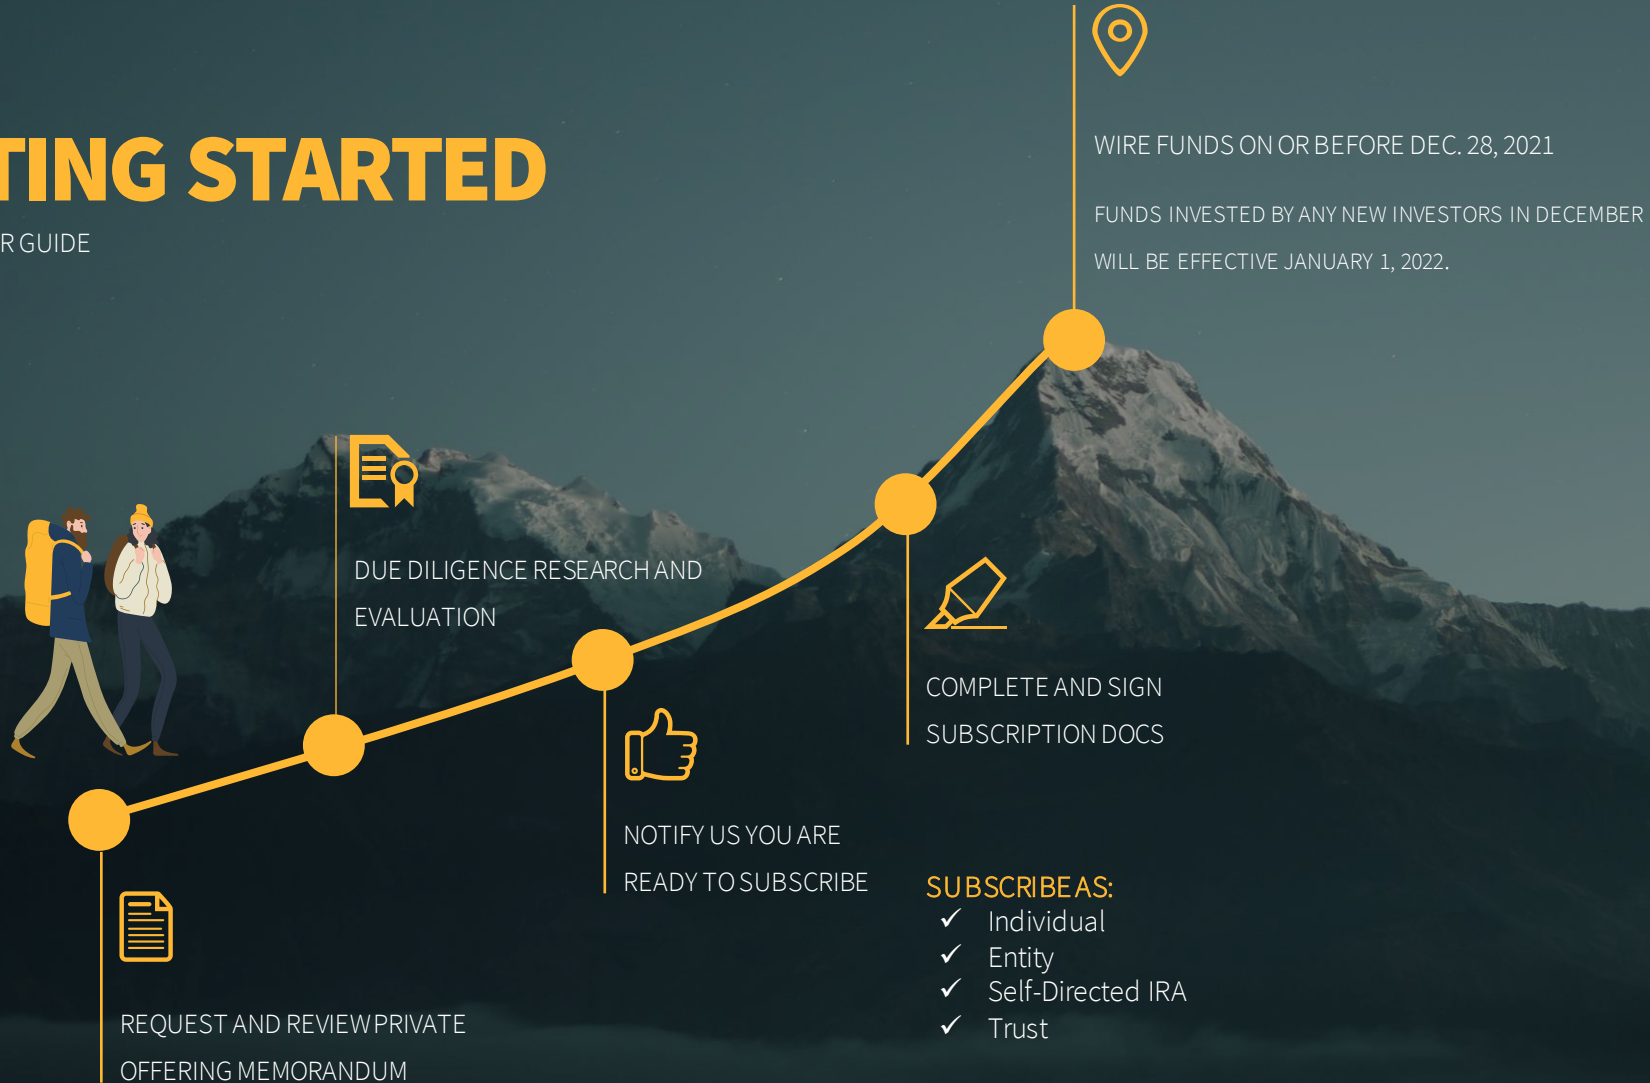 TING STARTED
R GUIDE
WIRE FUNDS ON OR BEFORE DEC. 28, 2021
FUNDS INVESTED BY ANY NEW INVESTORS IN DECEMBER
WILL BE EFFECTIVE JANUARY 1, 2022.
DUE DILIGENCE RESEARCH AND
EVALUATION
COMPLETE AND SIGN
SUBSCRIPTION DOCS
NOTIFY US YOU ARE
READY TO SUBSCRIBE
SUBSCRIBE AS:
✓ Individual
✓ Entity
✓ Self-Directed IRA
✓ Trust
REQUEST AND REVIEW PRIVATE
OFFERING MEMORANDUM